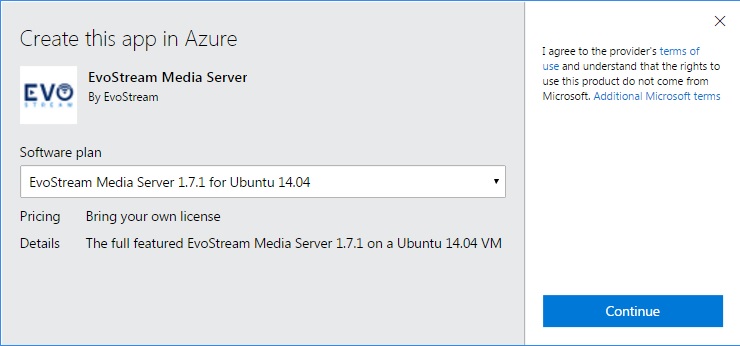 Create this app in Azure
EVO
STREAM
EvoStream Media Server
By EvoStream
Software plan
EvoStream Media Server 1.7.1 for Ubuntu 14.04
Pricing Bring your own license
Details The full featured EvoStream Media Server 1.7.1 on a Ubuntu 14.04 VM
I agree to the provider's terms of
use and understand that the rights to
use this product do not come from
Microsoft. Additional Microsoft terms
Continue